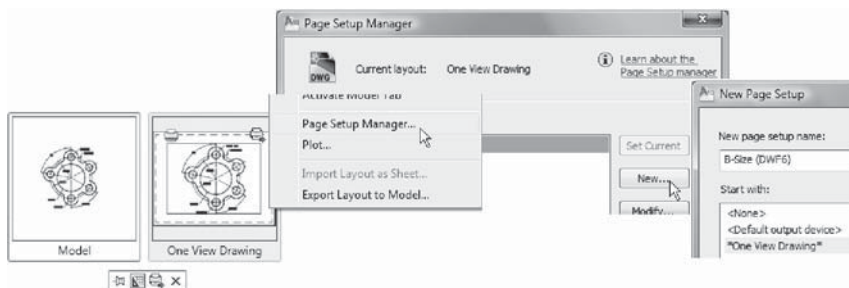 Page Setup Manager
DWG
Current layout: One View Drawing
Learn about the
Page Setup manager
Activate Model Tab
Page Setup Manager...
Plot...
Import Layout as Sheet...
Export Layout to Model...
Set Current
New...
Modify...
New Page Setup
New page setup name:
B-Size (DWF6)
Start with:
<None>
<Default output device>
*One View Drawing*
Model
One View Drawing